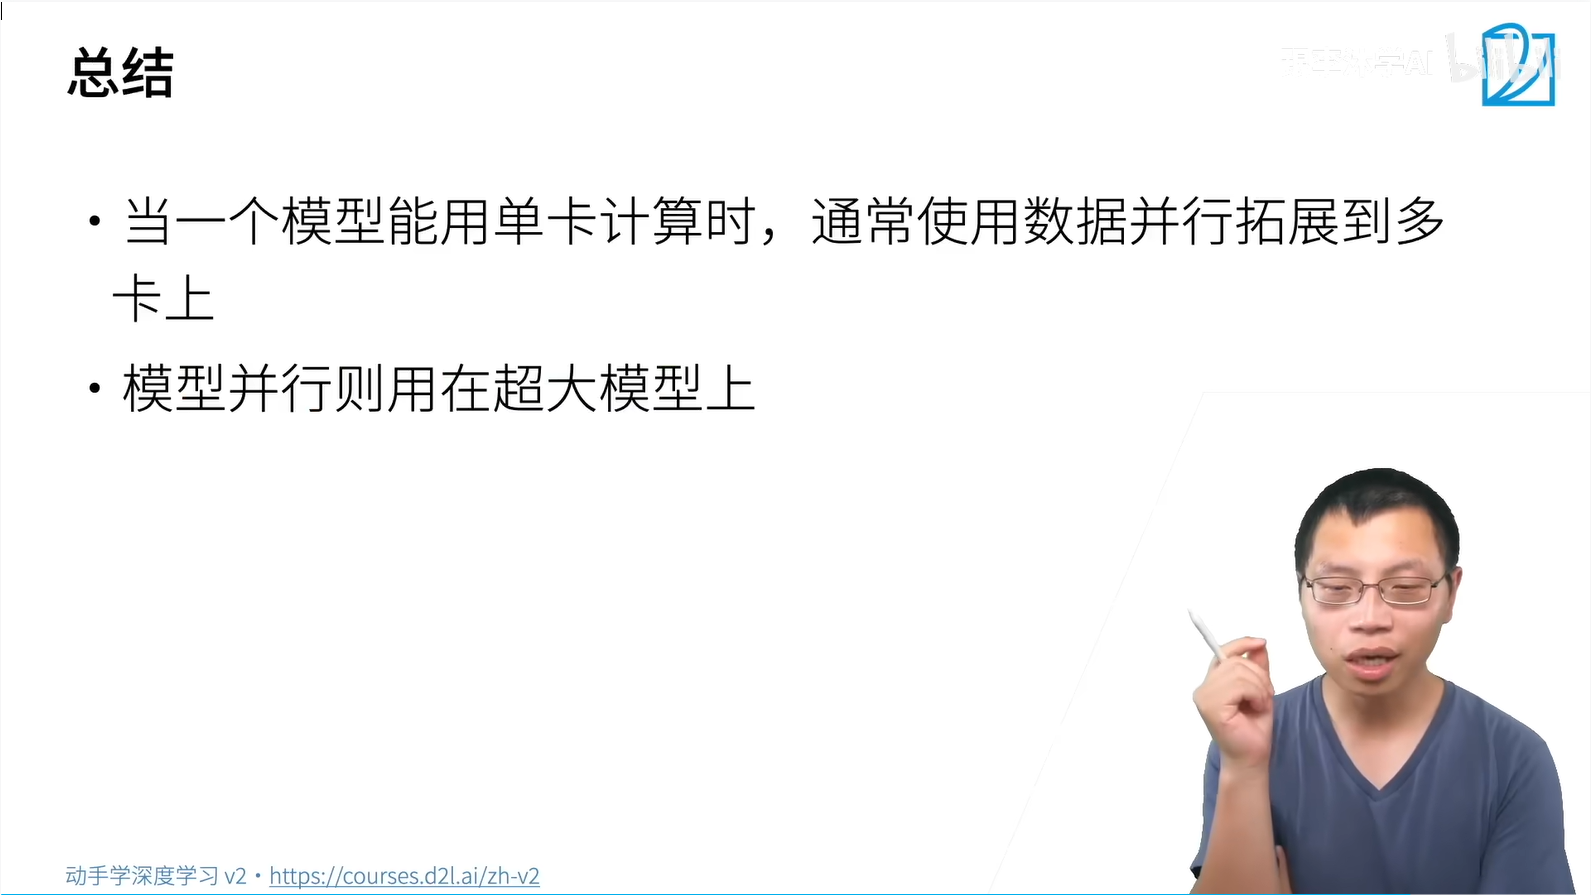 总结
• 当一个模型能用单卡计算时，通常使用数据并行拓展到多
卡上
• 模型并行则用在超大模型上
动手学深度学习 v2 • https://courses.d2l.ai/zh-v2
bilibili